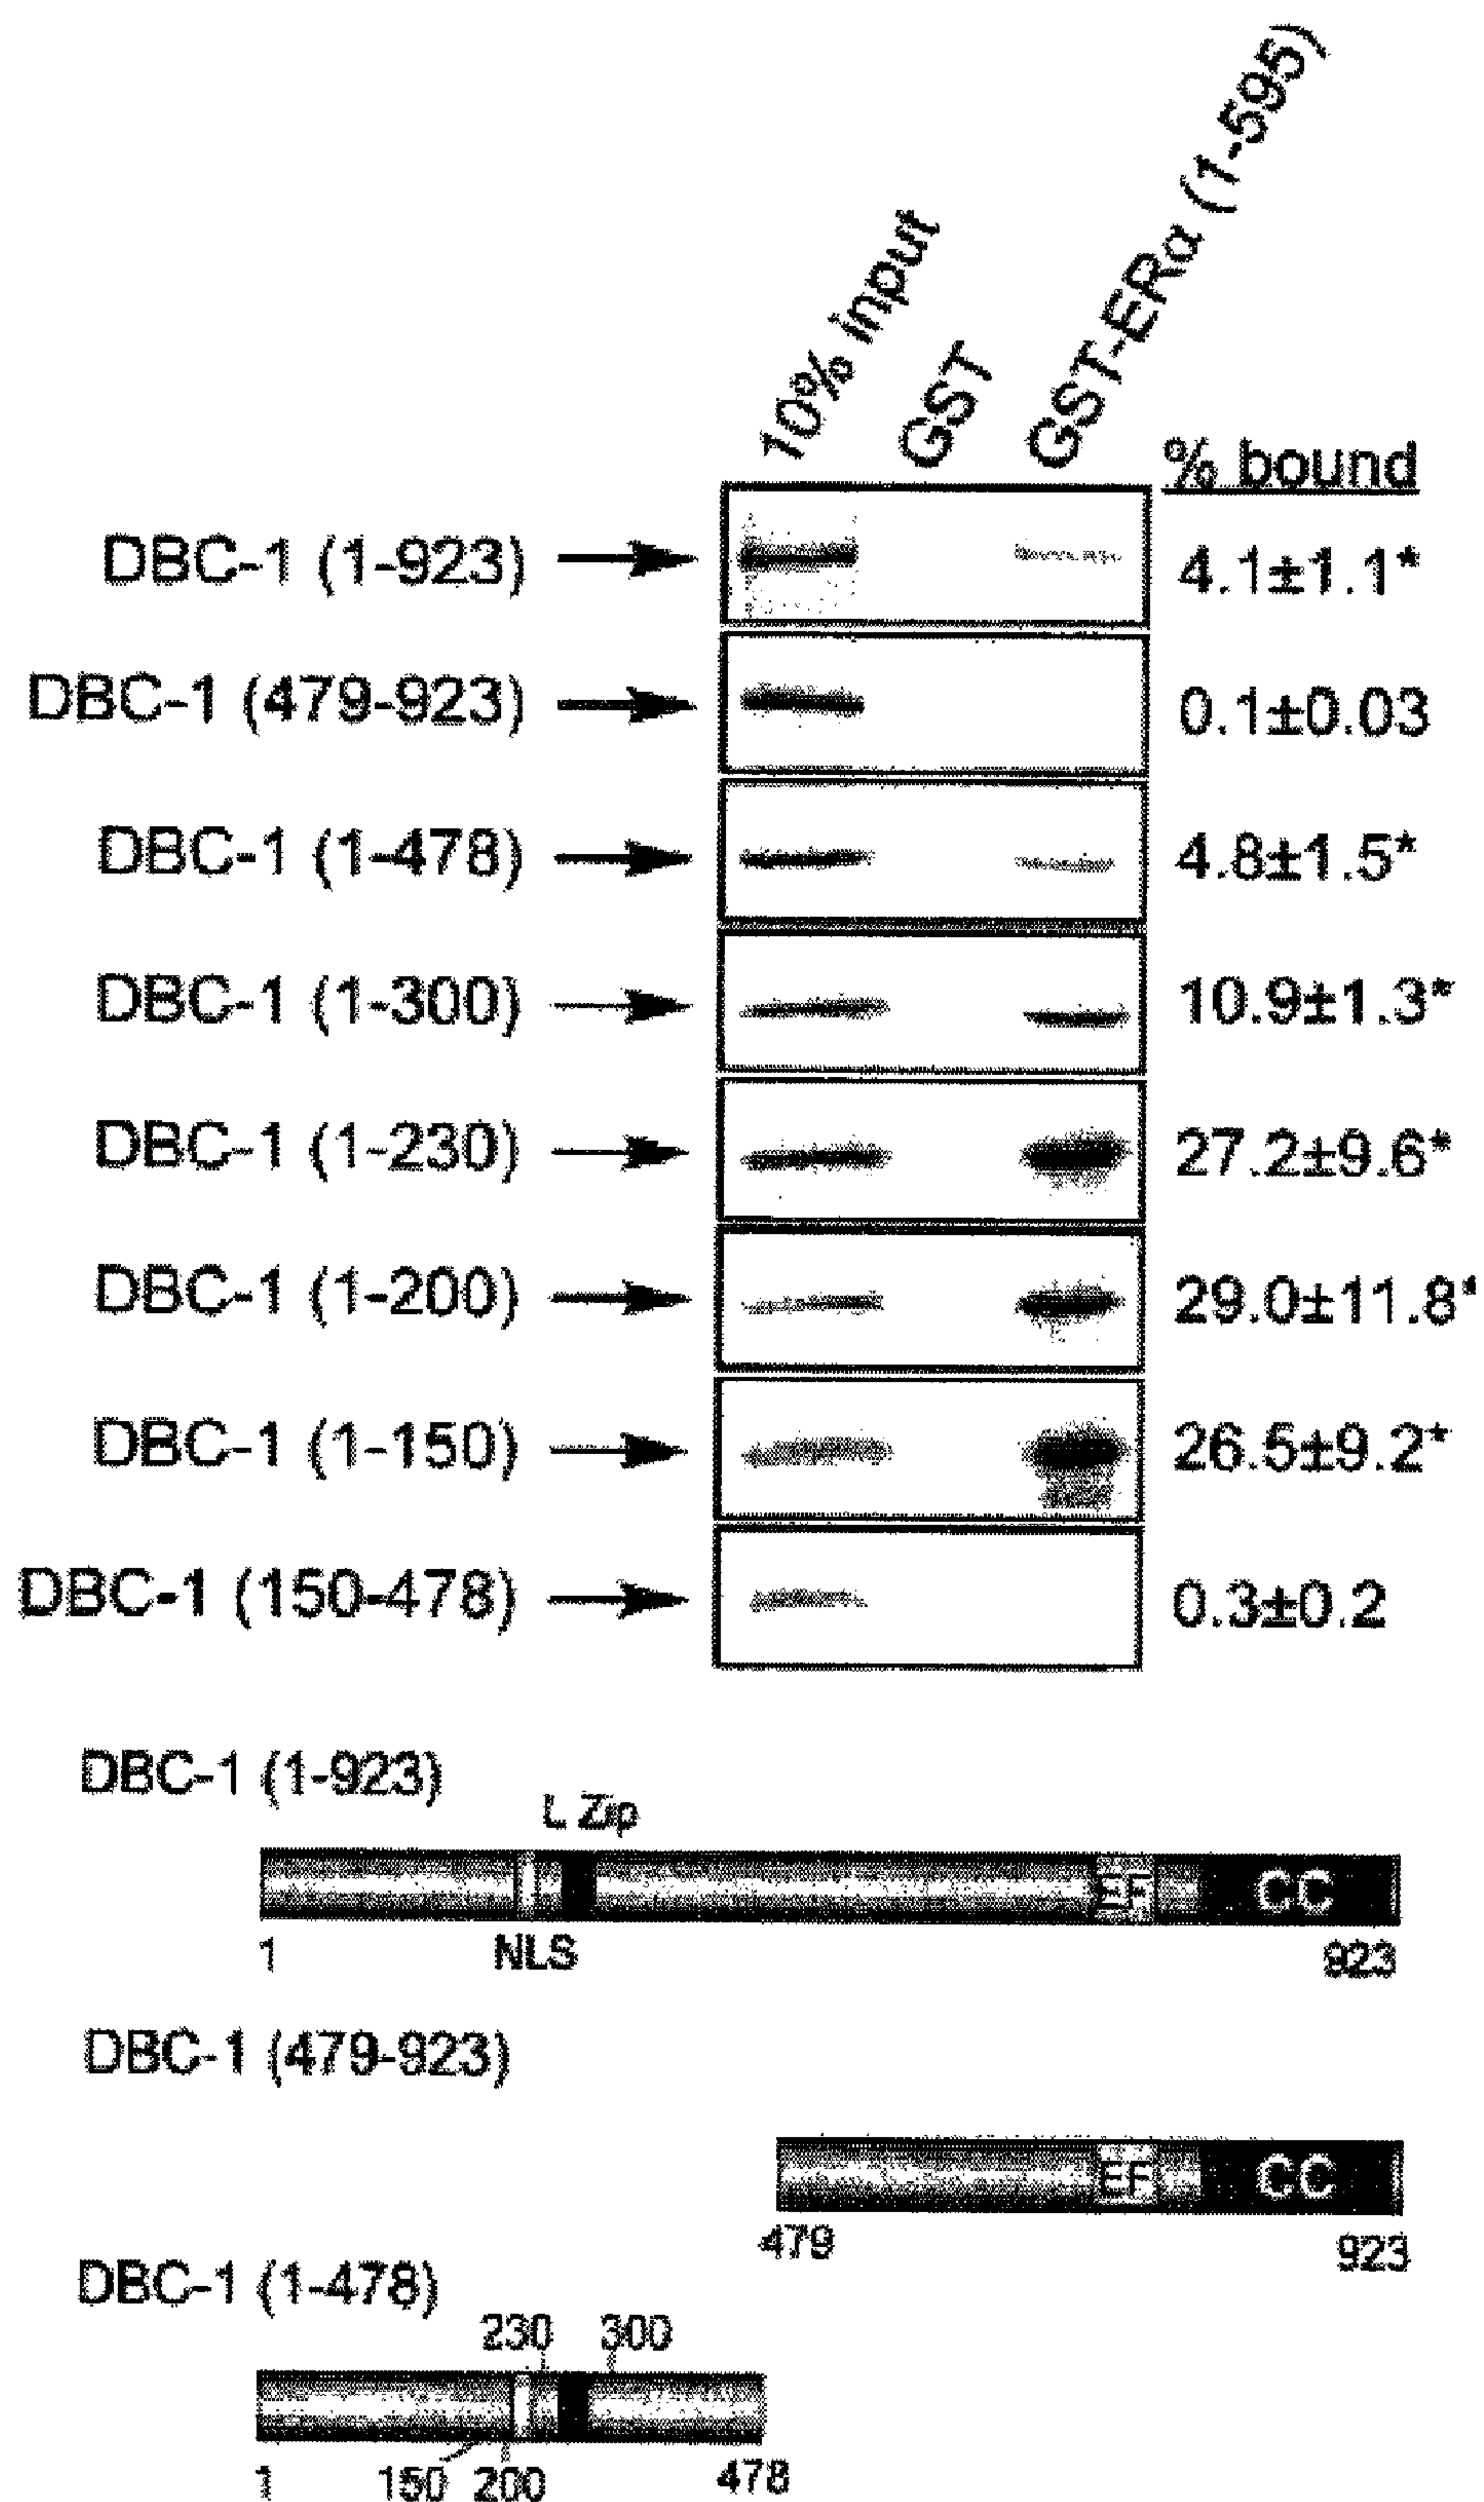 10% input GST GST-ERα (1-595)
% bound
DBC-1 (1-923) 4.1±1.1*
DBC-1 (479-923) 0.1±0.03
DBC-1 (1-478) 4.8±1.5*
DBC-1 (1-300) 10.9±1.3*
DBC-1 (1-230) 27.2±9.6*
DBC-1 (1-200) 29.0±11.8*
DBC-1 (1-150) 26.5±9.2*
DBC-1 (150-478) 0.3±0.2
DBC-1 (1-923)
L Zip
EF CC
1 NLS 923
DBC-1 (479-923)
EF CC
479 923
DBC-1 (1-478)
230 300
1 150 200 478